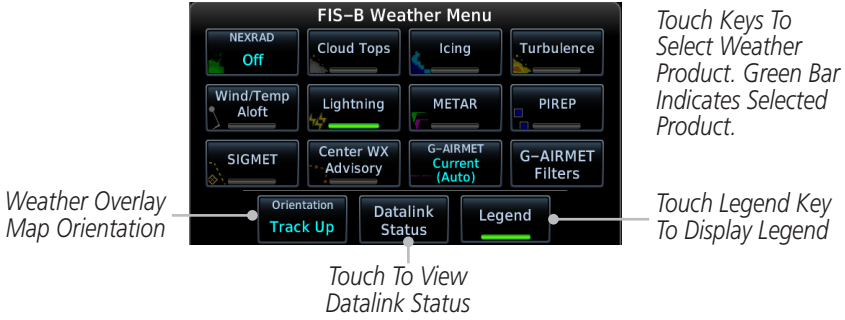 FIS-B Weather Menu
NEXRAD
Off
Cloud Tops
Icing
Turbulence
Wind/Temp
Aloft
Lightning
METAR
PIREP
SIGMET
Center WX
Advisory
G-AIRMET
Current
(Auto)
G-AIRMET
Filters
Orientation
Track Up
Datalink
Status
Legend
Touch Keys To
Select Weather
Product. Green Bar
Indicates Selected
Product.
Weather Overlay
Map Orientation
Touch Legend Key
To Display Legend
Touch To View
Datalink Status